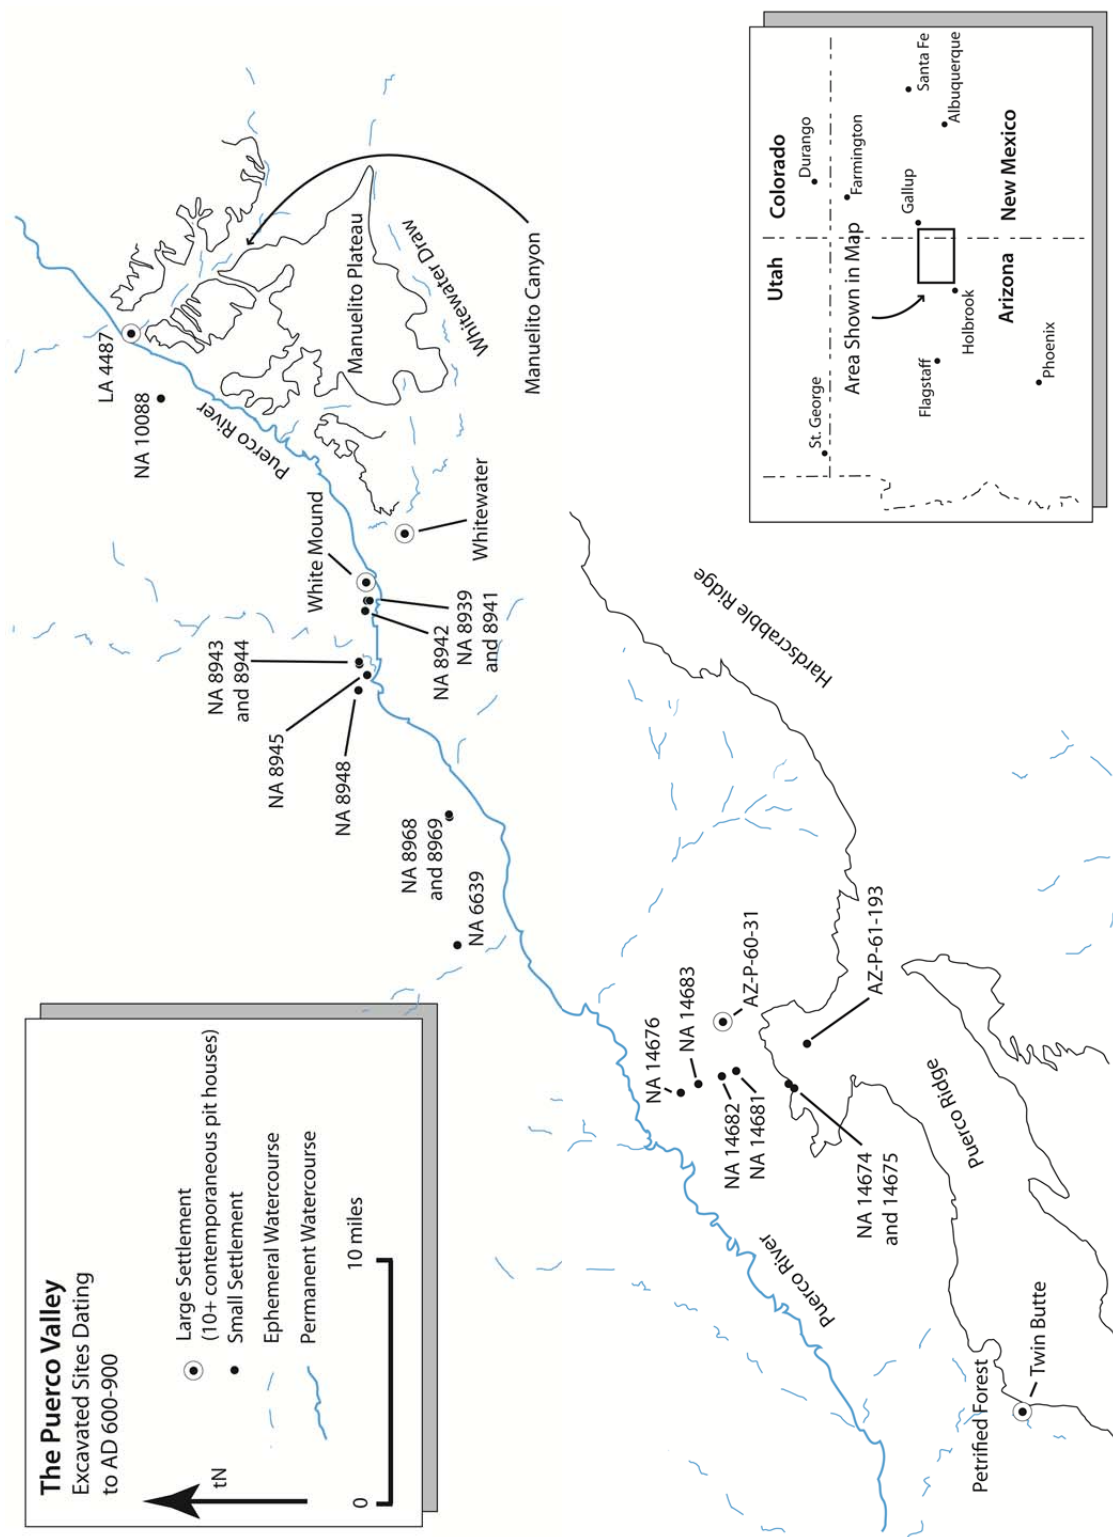 The Puerco Valley
Excavated Sites Dating
to AD 600-900
tN
Large Settlement
(10+ contemporaneous pit houses)
Small Settlement
Ephemeral Watercourse
Permanent Watercourse
0
10 miles
LA 4487
NA 10088
Puerco River
Manuelito Plateau
Whitewater Draw
Manuelito Canyon
White Mound
Whitewater
NA 8943
and 8944
NA 8942
NA 8939
and 8941
NA 8945
NA 8948
NA 8968
and 8969
NA 6639
Hardscrabble Ridge
NA 14676
NA 14683
AZ-P-60-31
NA 14682
NA 14681
AZ-P-61-193
NA 14674
and 14675
Puerco River
Puerco Ridge
Petrified Forest
Twin Butte
Utah
Colorado
St. George
Durango
Area Shown in Map
Farmington
Gallup
Santa Fe
Albuquerque
Flagstaff
Holbrook
Arizona
New Mexico
Phoenix